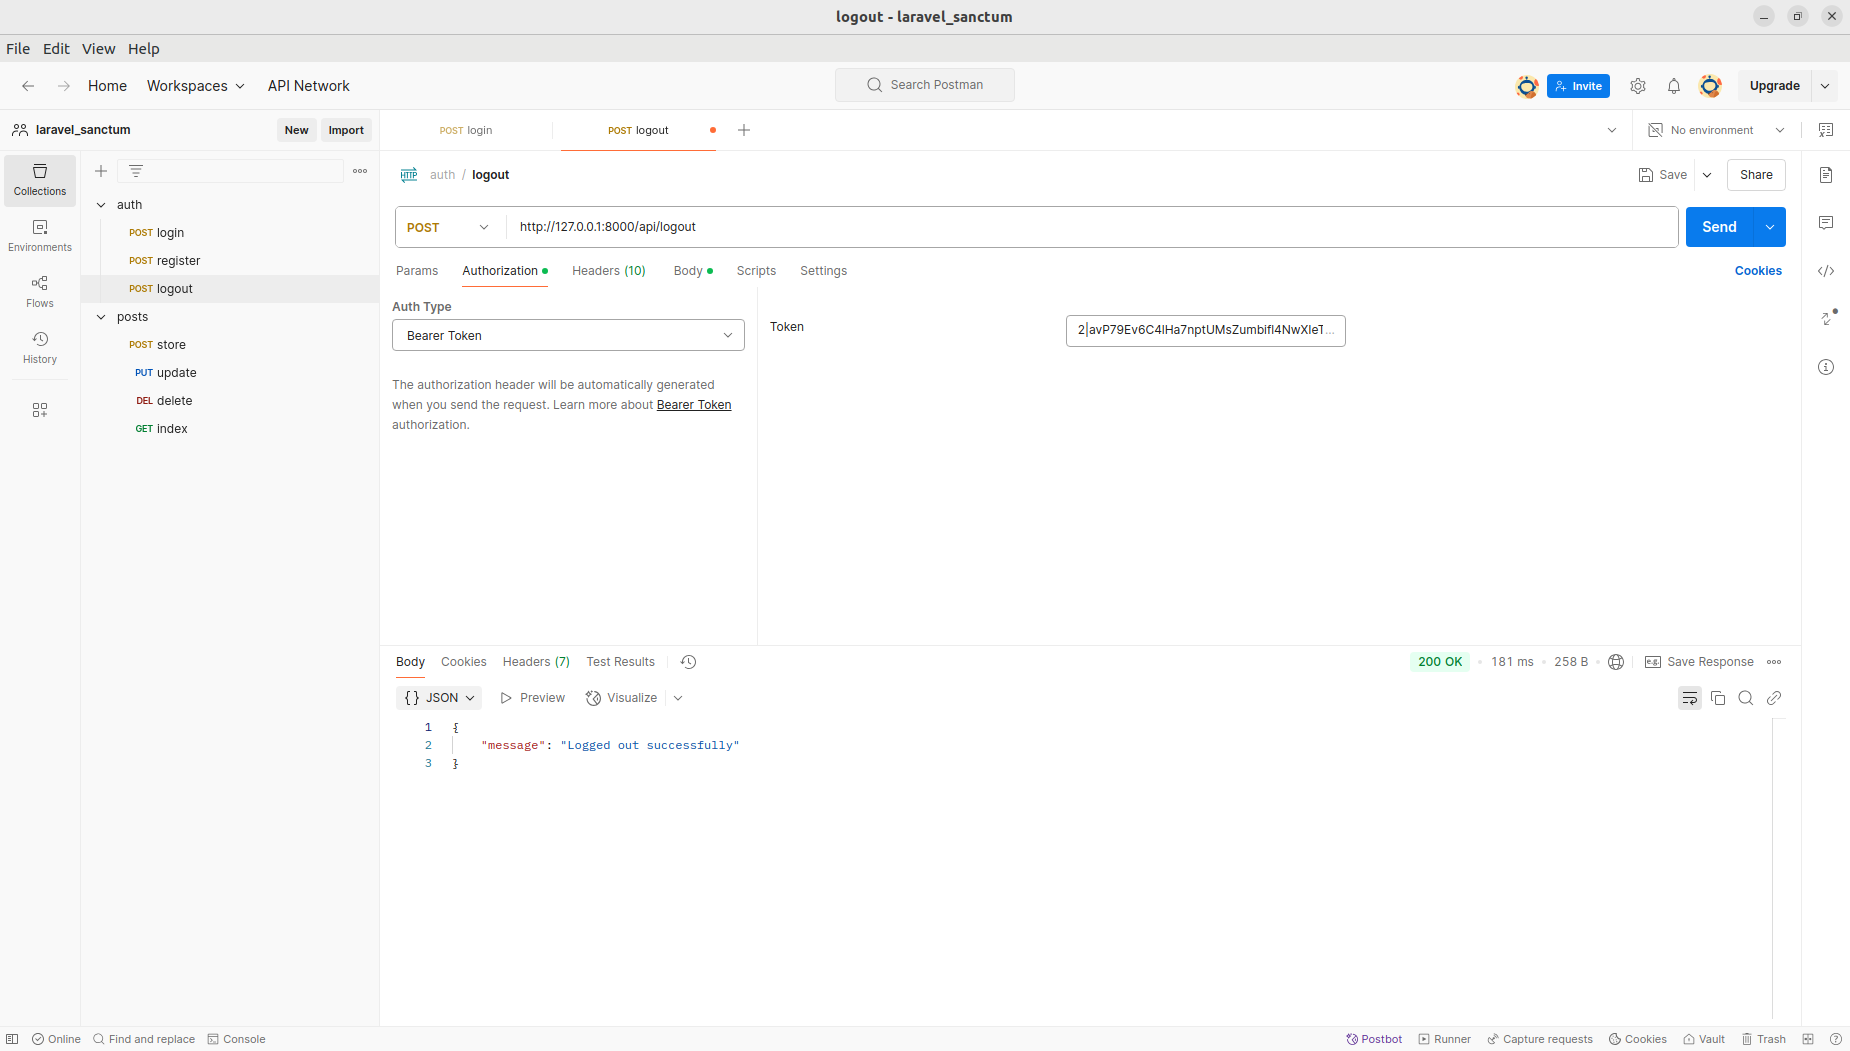 logout - laravel_sanctum
File Edit View Help
Home Workspaces API Network
Search Postman
Invite
Upgrade
laravel_sanctum
New Import
POST login
POST logout
No environment
Collections
Environments
Flows
History
auth
POST login
POST register
POST logout
posts
POST store
PUT update
DEL delete
GET index
HTTP
auth / logout
Save
Share
POST
http://127.0.0.1:8000/api/logout
Send
Params Authorization Headers (10) Body Scripts Settings
Cookies
Auth Type
Bearer Token
The authorization header will be automatically generated
when you send the request. Learn more about Bearer Token
authorization.
Token
Body Cookies Headers (7) Test Results
200 OK • 181 ms • 258 B
e.g. Save Response
{} JSON Preview Visualize
1 {
2 "message": "Logged out successfully"
3 }
Online Find and replace Console
Postbot Runner Capture requests Cookies Vault Trash